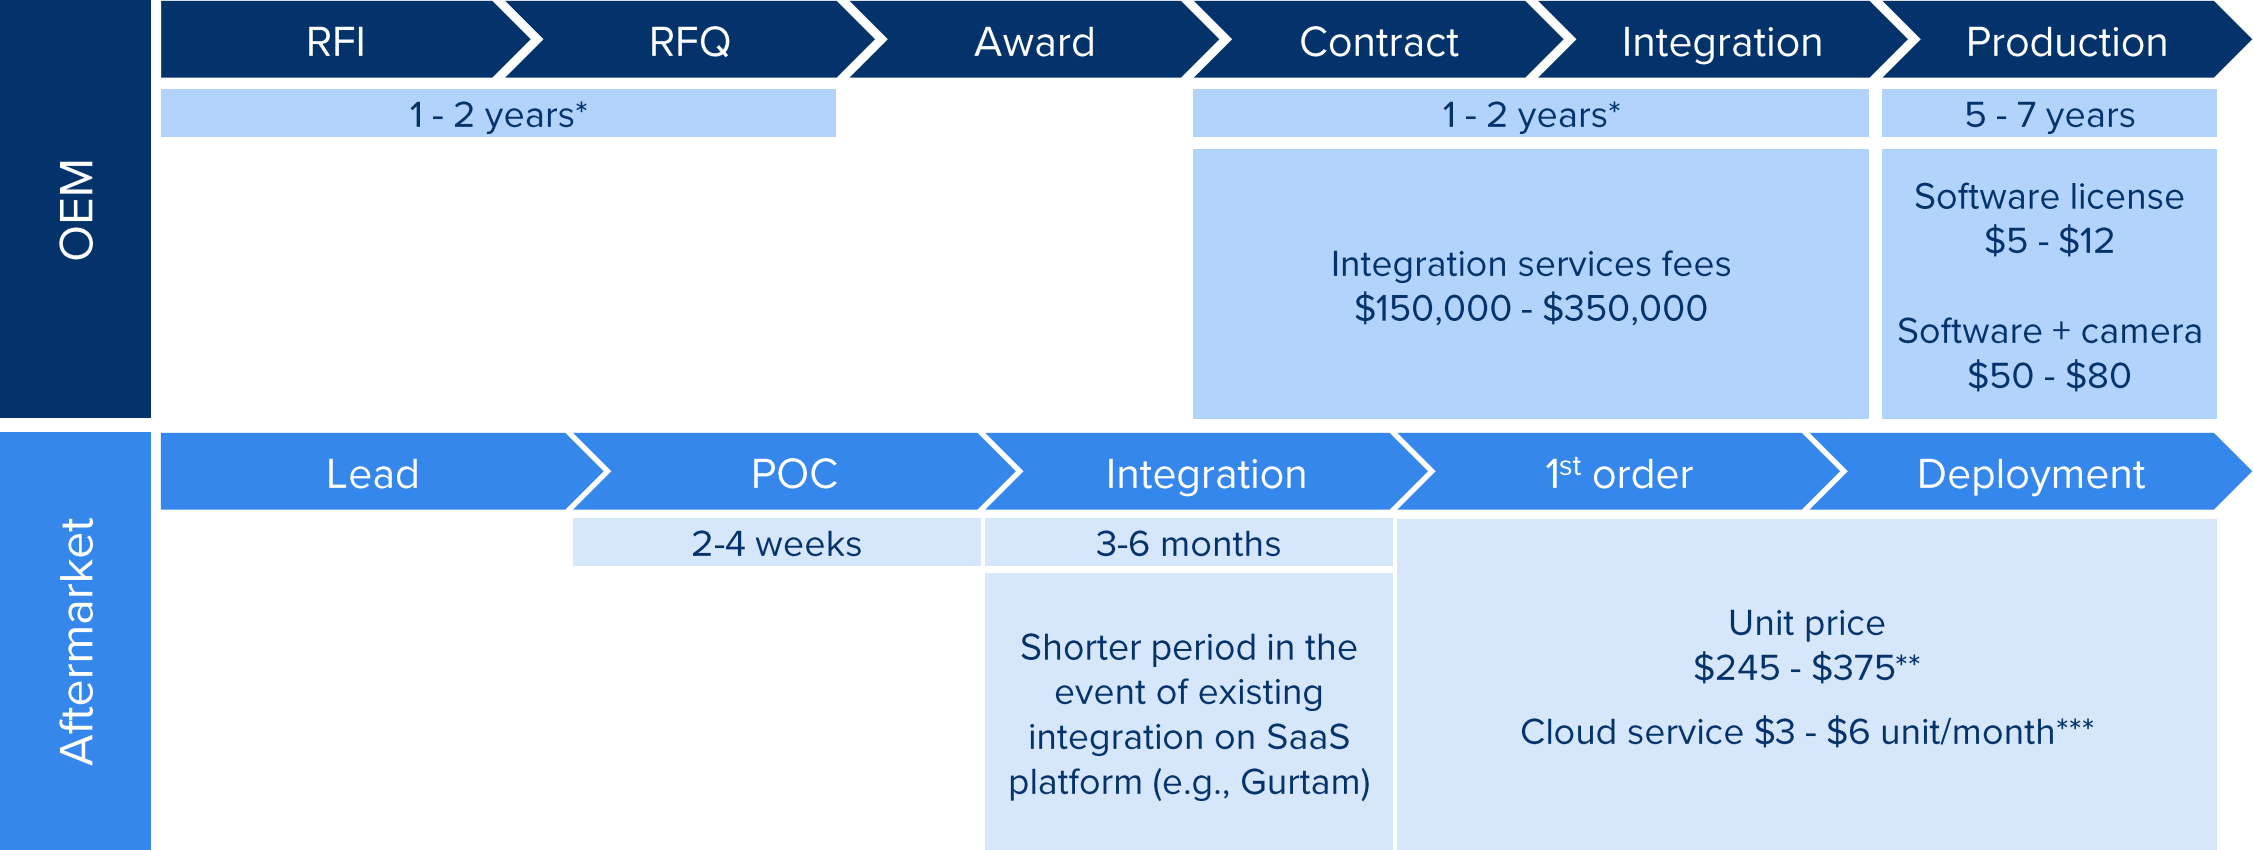 OEM
RFI
RFQ
Award
Contract
Integration
Production
1 - 2 years*
1 - 2 years*
5 - 7 years
Integration services fees
$150,000 - $350,000
Software license
$5 - $12
Software + camera
$50 - $80
Aftermarket
Lead
POC
Integration
1st order
Deployment
2-4 weeks
3-6 months
Shorter period in the
event of existing
integration on SaaS
platform (e.g., Gurtam)
Unit price
$245 - $375**
Cloud service $3 - $6 unit/month***